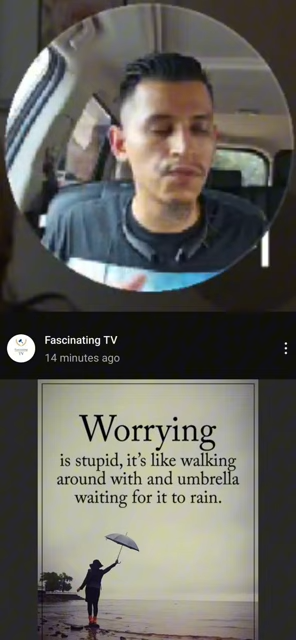 Fascinating TV
14 minutes ago
Worrying
is stupid, it's like walking
around with and umbrella
waiting for it to rain.